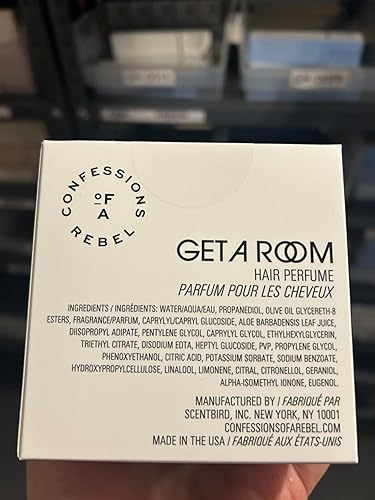 CONFESSIONS
OF
A
REBEL
GET A ROOM
HAIR PERFUME
PARFUM POUR LES CHEVEUX
INGREDIENTS / INGRÉDIENTS: WATER/AQUA/EAU, PROPANEDIOL, OLIVE OIL GLYCERETH-8
ESTERS, FRAGRANCE/PARFUM, CAPRYLYL/CAPRYL GLUCOSIDE, ALOE BARBADENSIS LEAF JUICE,
DIISOPROPYL ADIPATE, PENTYLENE GLYCOL, CAPRYLYL GLYCOL, ETHYLHEXYLGLYCERIN,
TRIETHYL CITRATE, DISODIUM EDTA, HEPTYL GLUCOSIDE, PVP, PROPYLENE GLYCOL,
PHENOXYETHANOL, CITRIC ACID, POTASSIUM SORBATE, SODIUM BENZOATE,
HYDROXYPROPYLCELLULOSE, LINALOOL, LIMONENE, CITRAL, CITRONELLOL, GERANIOL,
ALPHA-ISOMETHYL IONONE, EUGENOL.
MANUFACTURED BY / FABRIQUÉ PAR
SCENTBIRD, INC. NEW YORK, NY 10001
CONFESSIONSOFAREBEL.COM
MADE IN THE USA / FABRIQUÉ AUX ÉTATS-UNIS